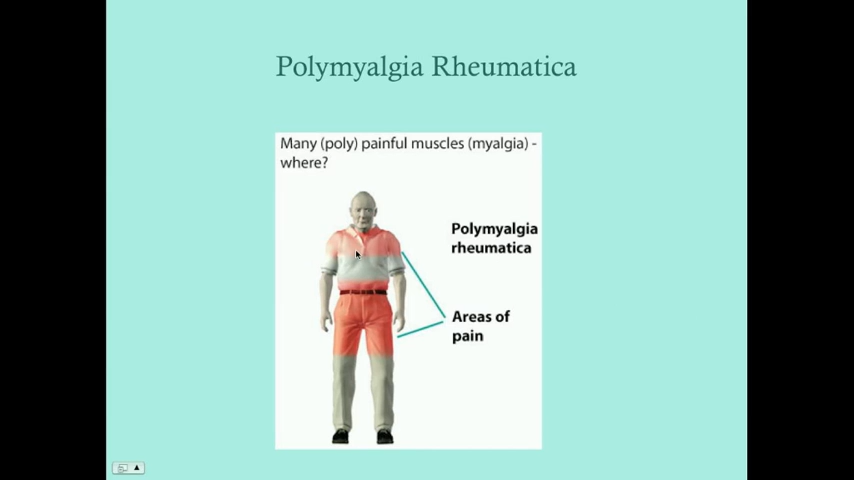 Polymyalgia Rheumatica
Many (poly) painful muscles (myalgia) -
where?
Polymyalgia
rheumatica
Areas of
pain